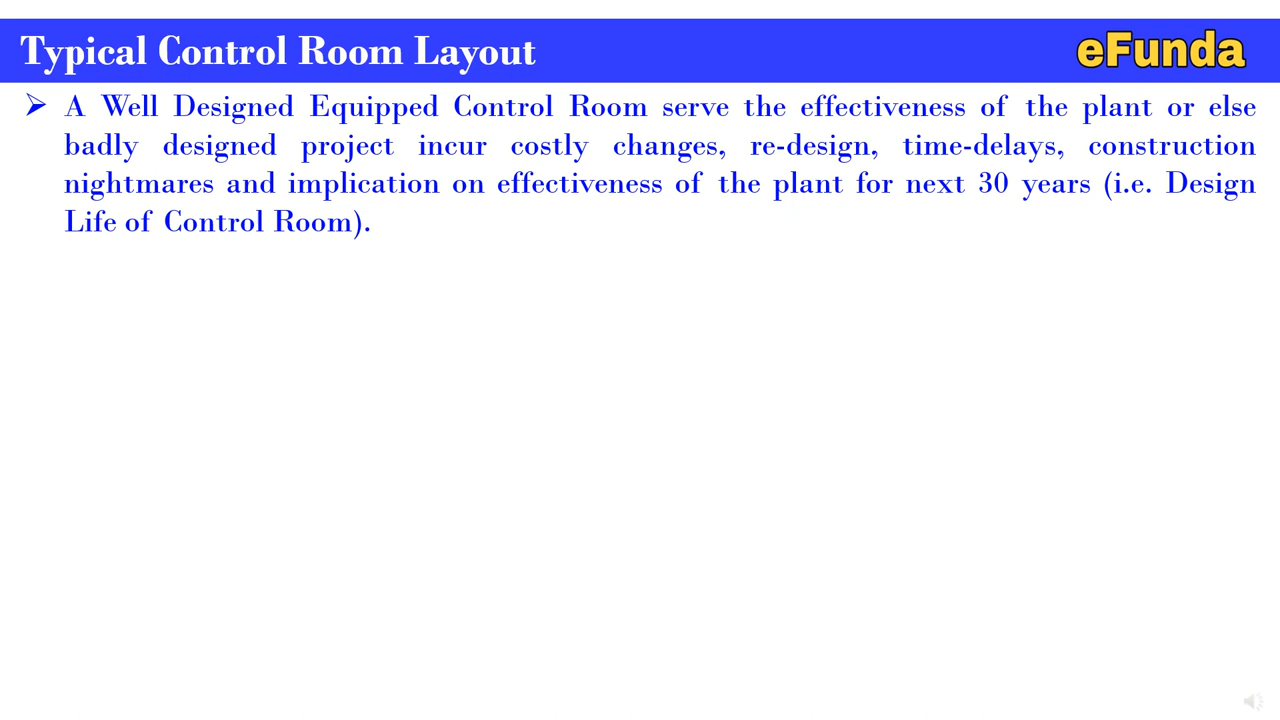 Typical Control Room Layout
eFunda
➢ A Well Designed Equipped Control Room serve the effectiveness of the plant or else
badly designed project incur costly changes, re-design, time-delays, construction
nightmares and implication on effectiveness of the plant for next 30 years (i.e. Design
Life of Control Room).